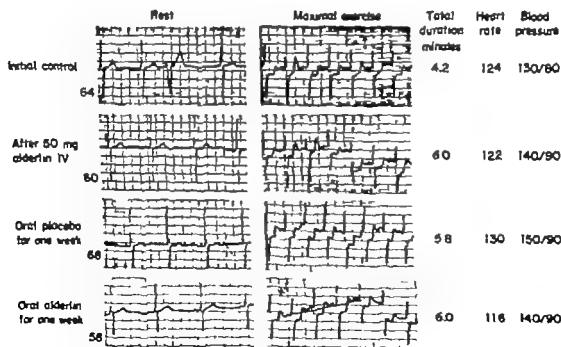 Rest Maximal exercise Total duration minutes Heart rate Blood pressure
Initial control 64 4.2 124 130/80
After 50 mg alderlin IV 60 6.0 122 140/90
Oral placebo for one week 68 5.8 130 150/90
Oral alderlin for one week 58 6.0 116 140/90